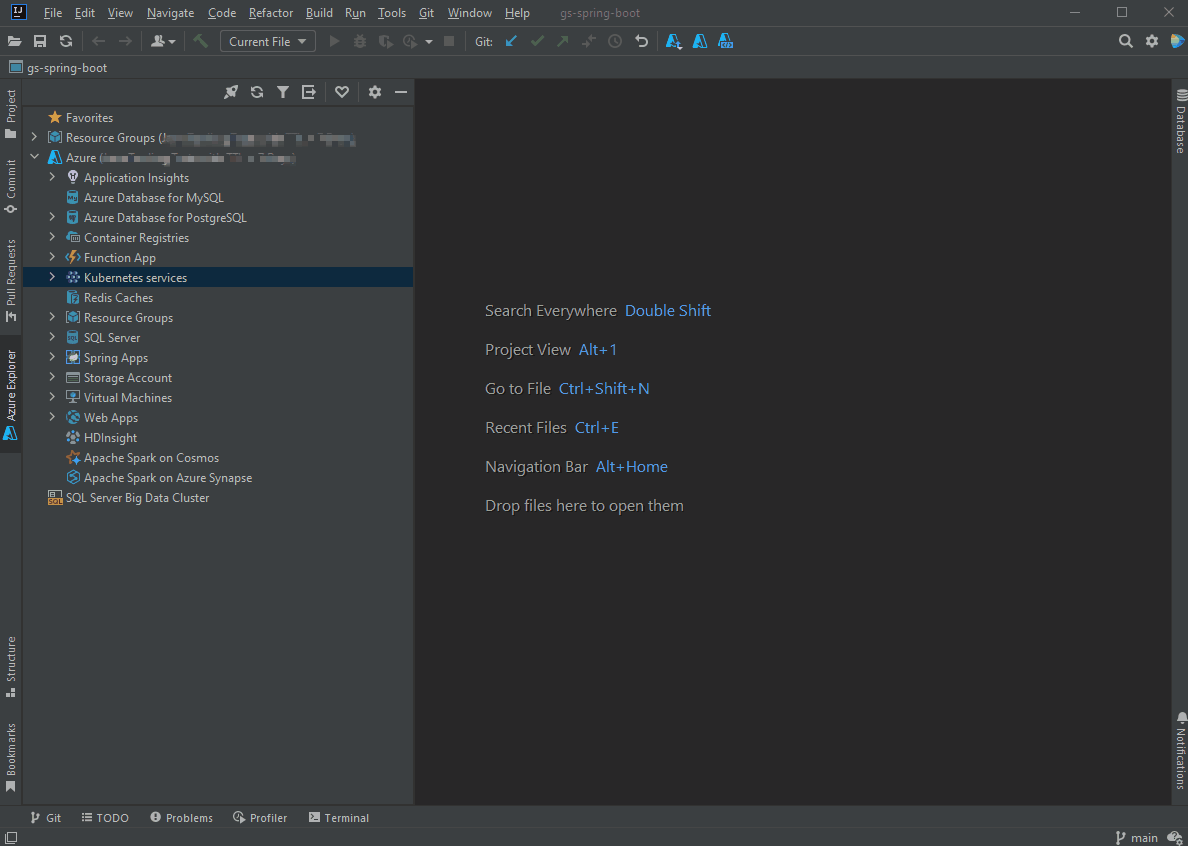 File Edit View Navigate Code Refactor Build Run Tools Git Window Help gs-spring-boot
Current File Git:
gs-spring-boot
Project
Commit
Pull Requests
Azure Explorer
Structure
Bookmarks
Favorites
Resource Groups (
Azure (
Application Insights
Azure Database for MySQL
Azure Database for PostgreSQL
Container Registries
Function App
Kubernetes services
Redis Caches
Resource Groups
SQL Server
Spring Apps
Storage Account
Virtual Machines
Web Apps
HDInsight
Apache Spark on Cosmos
Apache Spark on Azure Synapse
SQL Server Big Data Cluster
Search Everywhere Double Shift
Project View Alt+1
Go to File Ctrl+Shift+N
Recent Files Ctrl+E
Navigation Bar Alt+Home
Drop files here to open them
Database
Notifications
Git TODO Problems Profiler Terminal
main